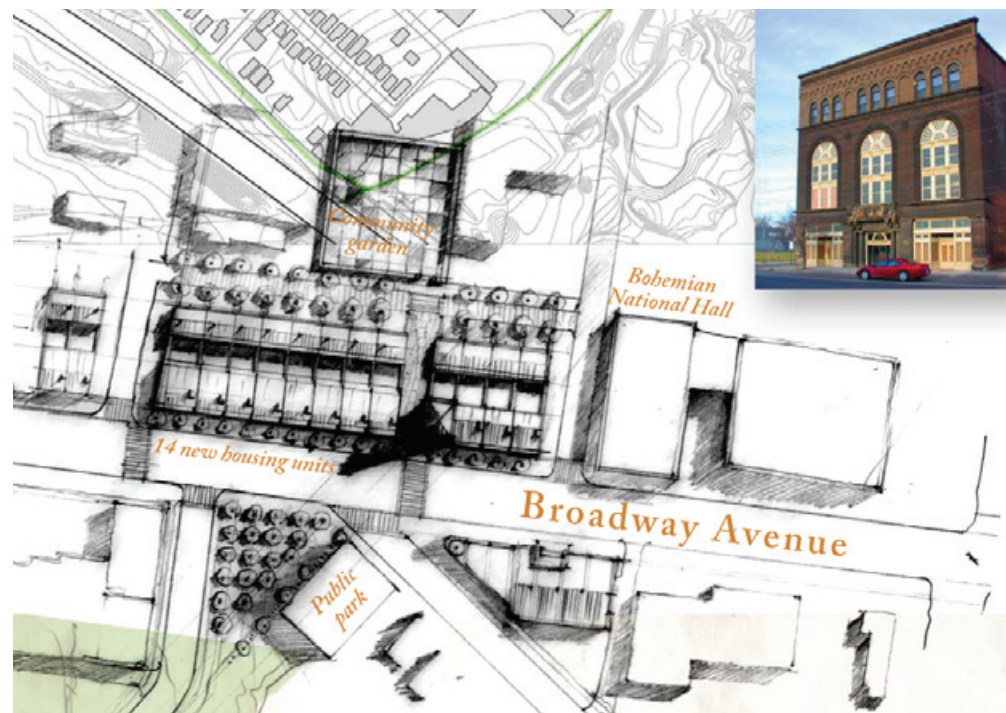 Community
garden
Bohemian
National Hall
14 new housing units
Broadway Avenue
Public
park